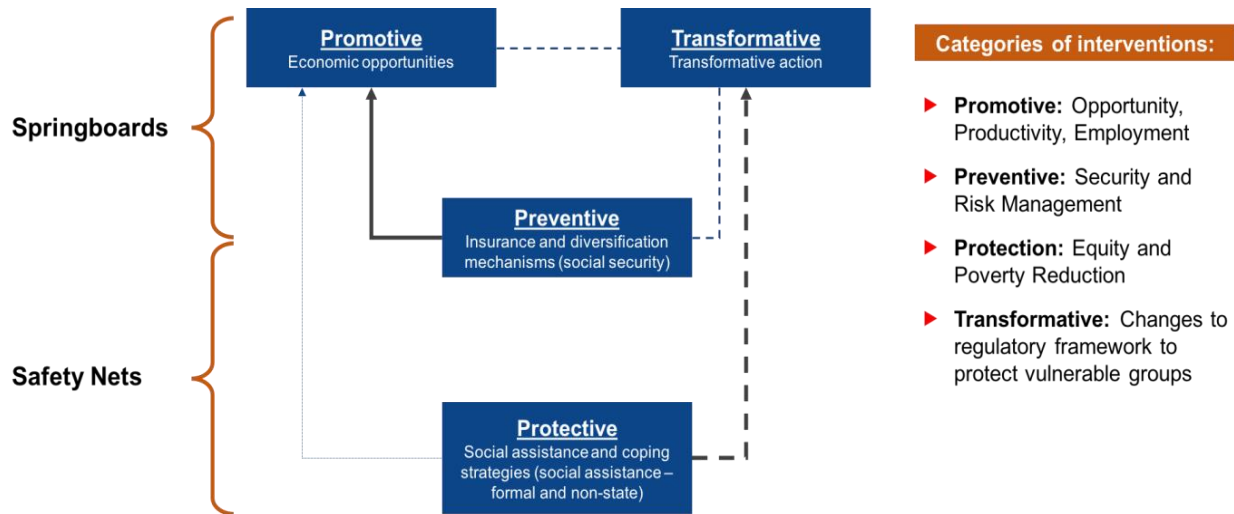 Springboards
Safety Nets
Promotive
Economic opportunities
Transformative
Transformative action
Preventive
Insurance and diversification
mechanisms (social security)
Protective
Social assistance and coping
strategies (social assistance –
formal and non-state)
Categories of interventions:
Promotive: Opportunity,
Productivity, Employment
Preventive: Security and
Risk Management
Protection: Equity and
Poverty Reduction
Transformative: Changes to
regulatory framework to
protect vulnerable groups